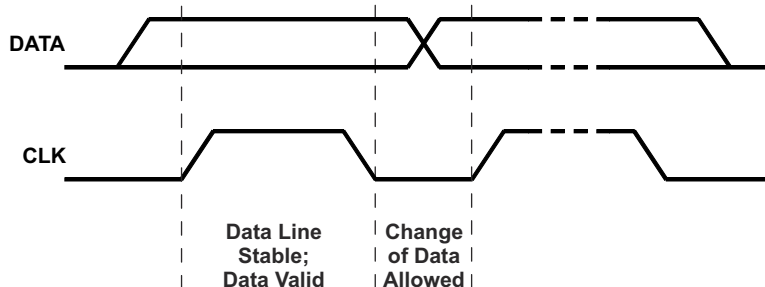 DATA
CLK
Data Line
Stable;
Data Valid
Change
of Data
Allowed